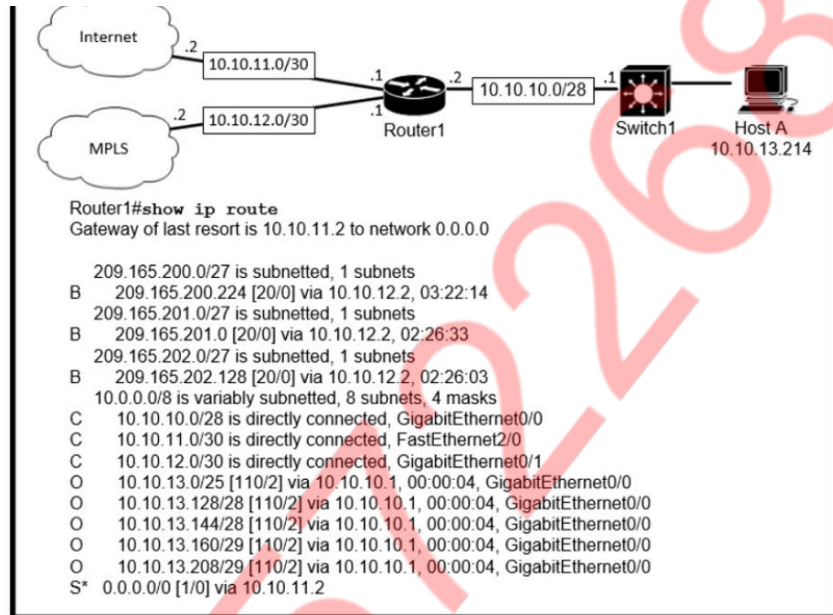 Internet
.2
10.10.11.0/30
.1
.2
10.10.10.0/28
.1
.2
10.10.12.0/30
.1
MPLS
Router1
Switch1
Host A
10.10.13.214
Router1#show ip route
Gateway of last resort is 10.10.11.2 to network 0.0.0.0
209.165.200.0/27 is subnetted, 1 subnets
B 209.165.200.224 [20/0] via 10.10.12.2, 03:22:14
209.165.201.0/27 is subnetted, 1 subnets
B 209.165.201.0 [20/0] via 10.10.12.2, 02:26:33
209.165.202.0/27 is subnetted, 1 subnets
B 209.165.202.128 [20/0] via 10.10.12.2, 02:26:03
10.0.0.0/8 is variably subnetted, 8 subnets, 4 masks
C 10.10.10.0/28 is directly connected, GigabitEthernet0/0
C 10.10.11.0/30 is directly connected, FastEthernet2/0
C 10.10.12.0/30 is directly connected, GigabitEthernet0/1
O 10.10.13.0/25 [110/2] via 10.10.10.1, 00:00:04, GigabitEthernet0/0
O 10.10.13.128/28 [110/2] via 10.10.10.1, 00:00:04, GigabitEthernet0/0
O 10.10.13.144/28 [110/2] via 10.10.10.1, 00:00:04, GigabitEthernet0/0
O 10.10.13.160/29 [110/2] via 10.10.10.1, 00:00:04, GigabitEthernet0/0
O 10.10.13.208/29 [110/2] via 10.10.10.1, 00:00:04, GigabitEthernet0/0
S* 0.0.0.0/0 [1/0] via 10.10.11.2